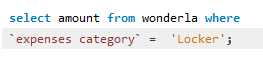 select amount from wonderla where
`expenses category` =  'Locker';